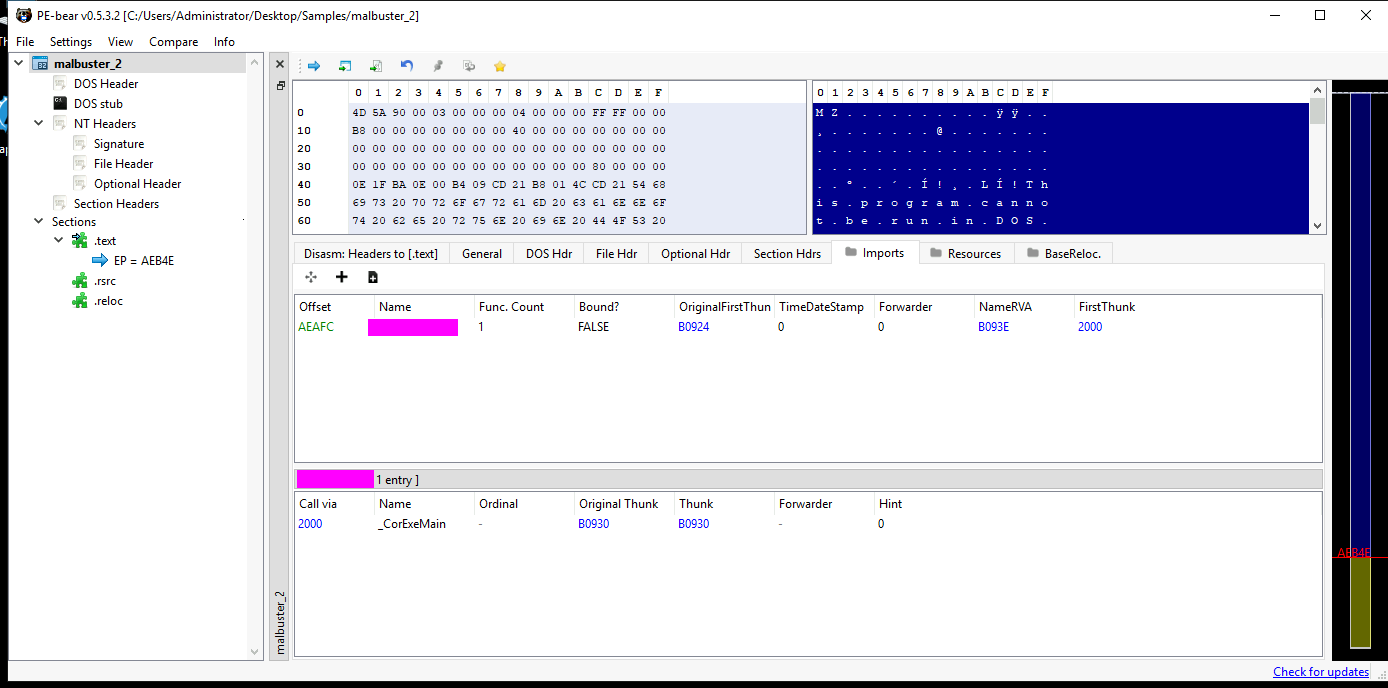 PE-bear v0.5.3.2 [C:/Users/Administrator/Desktop/Samples/malbuster_2]
File Settings View Compare Info
malbuster_2
DOS Header
DOS stub
NT Headers
Signature
File Header
Optional Header
Section Headers
Sections
.text
EP = AEB4E
.rsrc
.reloc
malbuster_2
0 1 2 3 4 5 6 7 8 9 A B C D E F
0 4D 5A 90 00 03 00 00 00 04 00 00 00 FF FF 00 00
10 B8 00 00 00 00 00 00 00 40 00 00 00 00 00 00 00
20 00 00 00 00 00 00 00 00 00 00 00 00 00 00 00 00
30 00 00 00 00 00 00 00 00 00 00 00 00 80 00 00 00
40 0E 1F BA 0E 00 B4 09 CD 21 B8 01 4C CD 21 54 68
50 69 73 20 70 72 6F 67 72 61 6D 20 63 61 6E 6E 6F
60 74 20 62 65 20 72 75 6E 20 69 6E 20 44 4F 53 20
0 1 2 3 4 5 6 7 8 9 A B C D E F
M Z . . . . . . . . . . ÿ ÿ . .
¸ . . . . . . . @ . . . . . . .
. . . . . . . . . . . . . . . .
. . . . . . . . . . . . . . . .
. . º . . ´ . Í ! ¸ . L Í ! T h
i s . p r o g r a m . c a n n o
t . b e . r u n . i n . D O S .
Disasm: Headers to [.text] General DOS Hdr File Hdr Optional Hdr Section Hdrs Imports Resources BaseReloc.
Offset Name Func. Count Bound? OriginalFirstThun TimeDateStamp Forwarder NameRVA FirstThunk
AEAFC 1 FALSE B0924 0 0 B093E 2000
1 entry ]
Call via Name Ordinal Original Thunk Thunk Forwarder Hint
2000 _CorExeMain - B0930 B0930 - 0
AEB4E
Check for updates